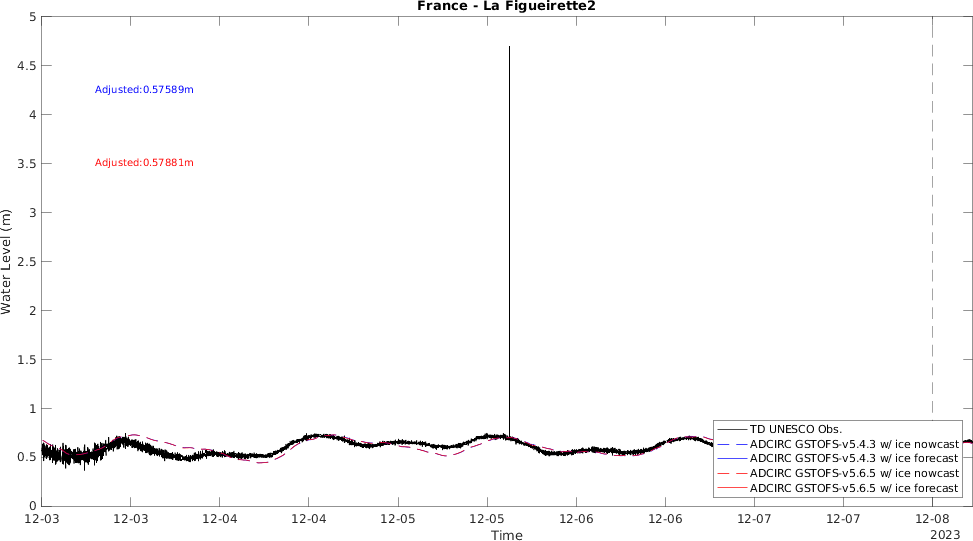 France - La Figueirette2
5
4.5
4
3.5
3
2.5
2
1.5
1
0.5
0
Water Level (m)
Adjusted:0.57589m
Adjusted:0.57881m
TD UNESCO Obs.
ADCIRC GSTOFS-v5.4.3 w/ ice nowcast
ADCIRC GSTOFS-v5.4.3 w/ ice forecast
ADCIRC GSTOFS-v5.6.5 w/ ice nowcast
ADCIRC GSTOFS-v5.6.5 w/ ice forecast
12-03 12-03 12-04 12-04 12-05 12-05 12-06 12-06 12-07 12-07 12-08
Time
2023